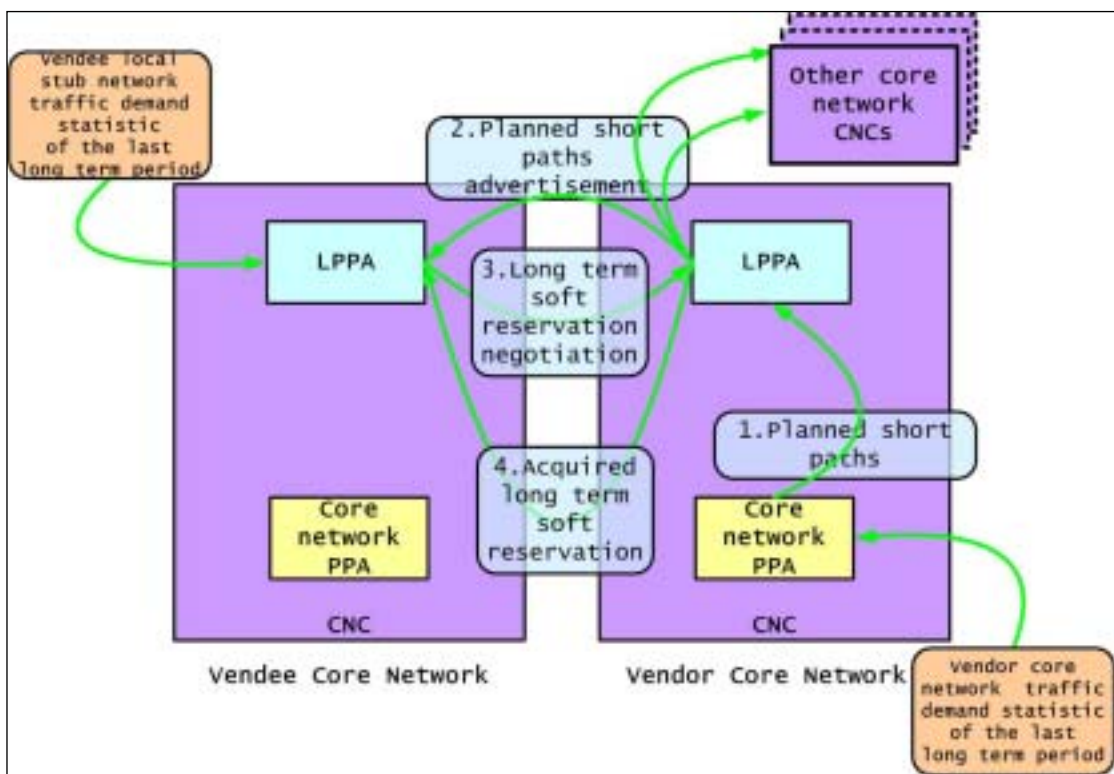 Vendee local
stub network
traffic demand
statistic
of the last
long term period
Other core
network
CNCs
2.Planned short
paths
advertisement
LPPA
3.Long term
soft
reservation
negotiation
LPPA
1.Planned short
paths
4.Acquired
long term
soft
reservation
Core
network
PPA
Core
network
PPA
CNC
CNC
Vendee Core Network
Vendor Core Network
Vendor core
network traffic
demand statistic
of the last
long term period